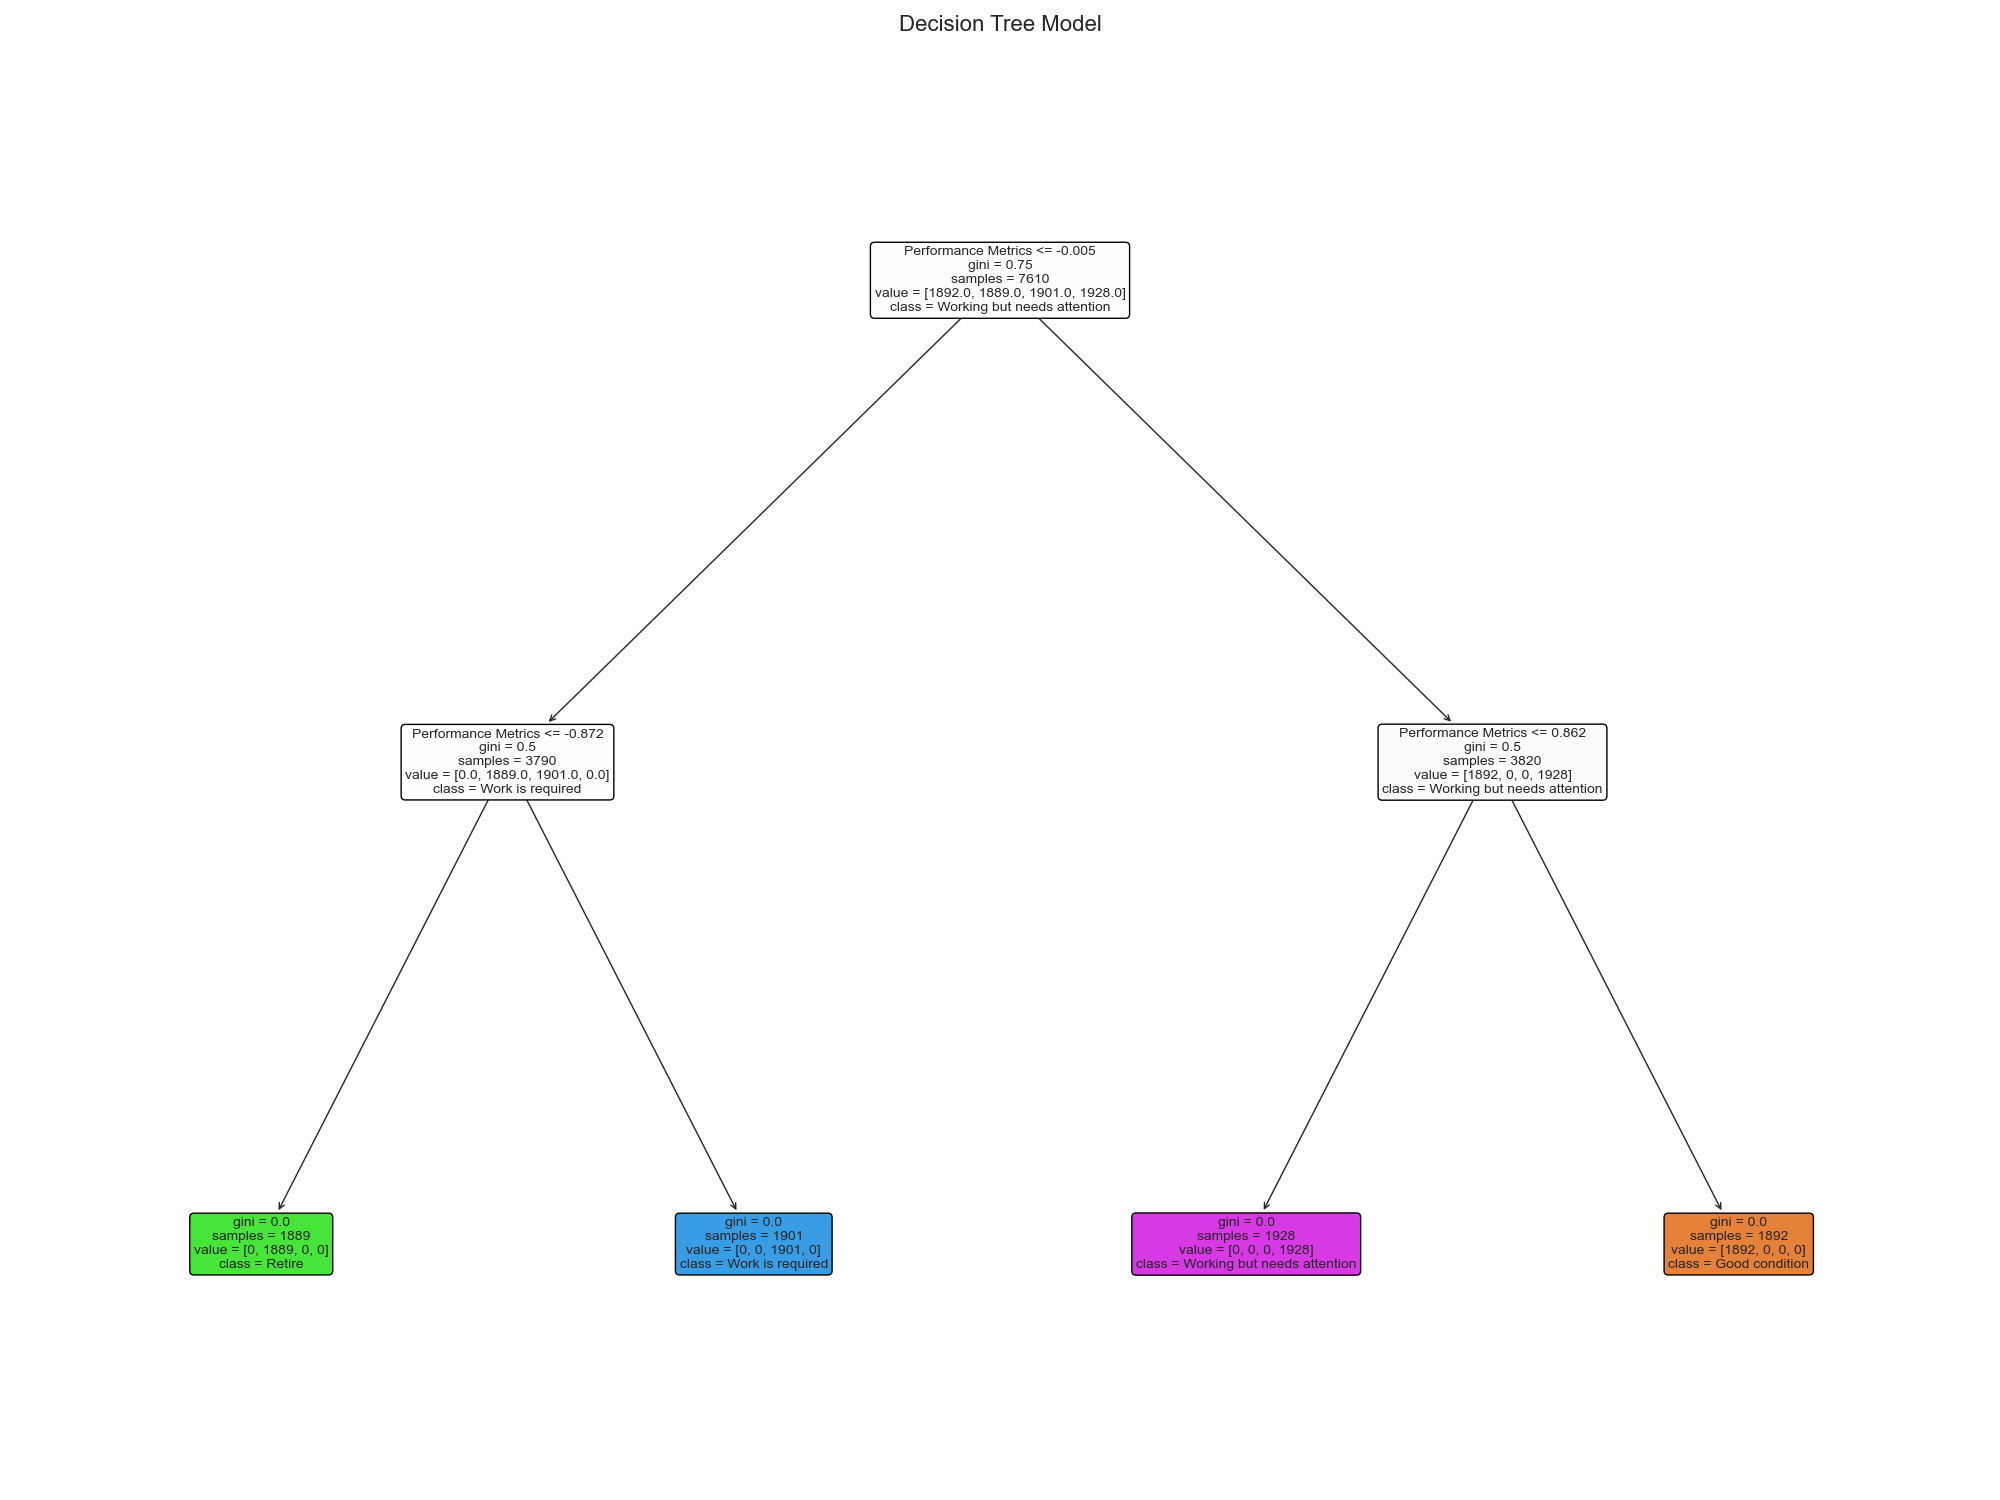 Decision Tree Model
Performance Metrics <= -0.005
gini = 0.75
samples = 7610
value = [1892.0, 1889.0, 1901.0, 1928.0]
class = Working but needs attention
Performance Metrics <= -0.872
gini = 0.5
samples = 3790
value = [0.0, 1889.0, 1901.0, 0.0]
class = Work is required
Performance Metrics <= 0.862
gini = 0.5
samples = 3820
value = [1892, 0, 0, 1928]
class = Working but needs attention
gini = 0.0
samples = 1889
value = [0, 1889, 0, 0]
class = Retire
gini = 0.0
samples = 1901
value = [0, 0, 1901, 0]
class = Work is required
gini = 0.0
samples = 1928
value = [0, 0, 0, 1928]
class = Working but needs attention
gini = 0.0
samples = 1892
value = [1892, 0, 0, 0]
class = Good condition